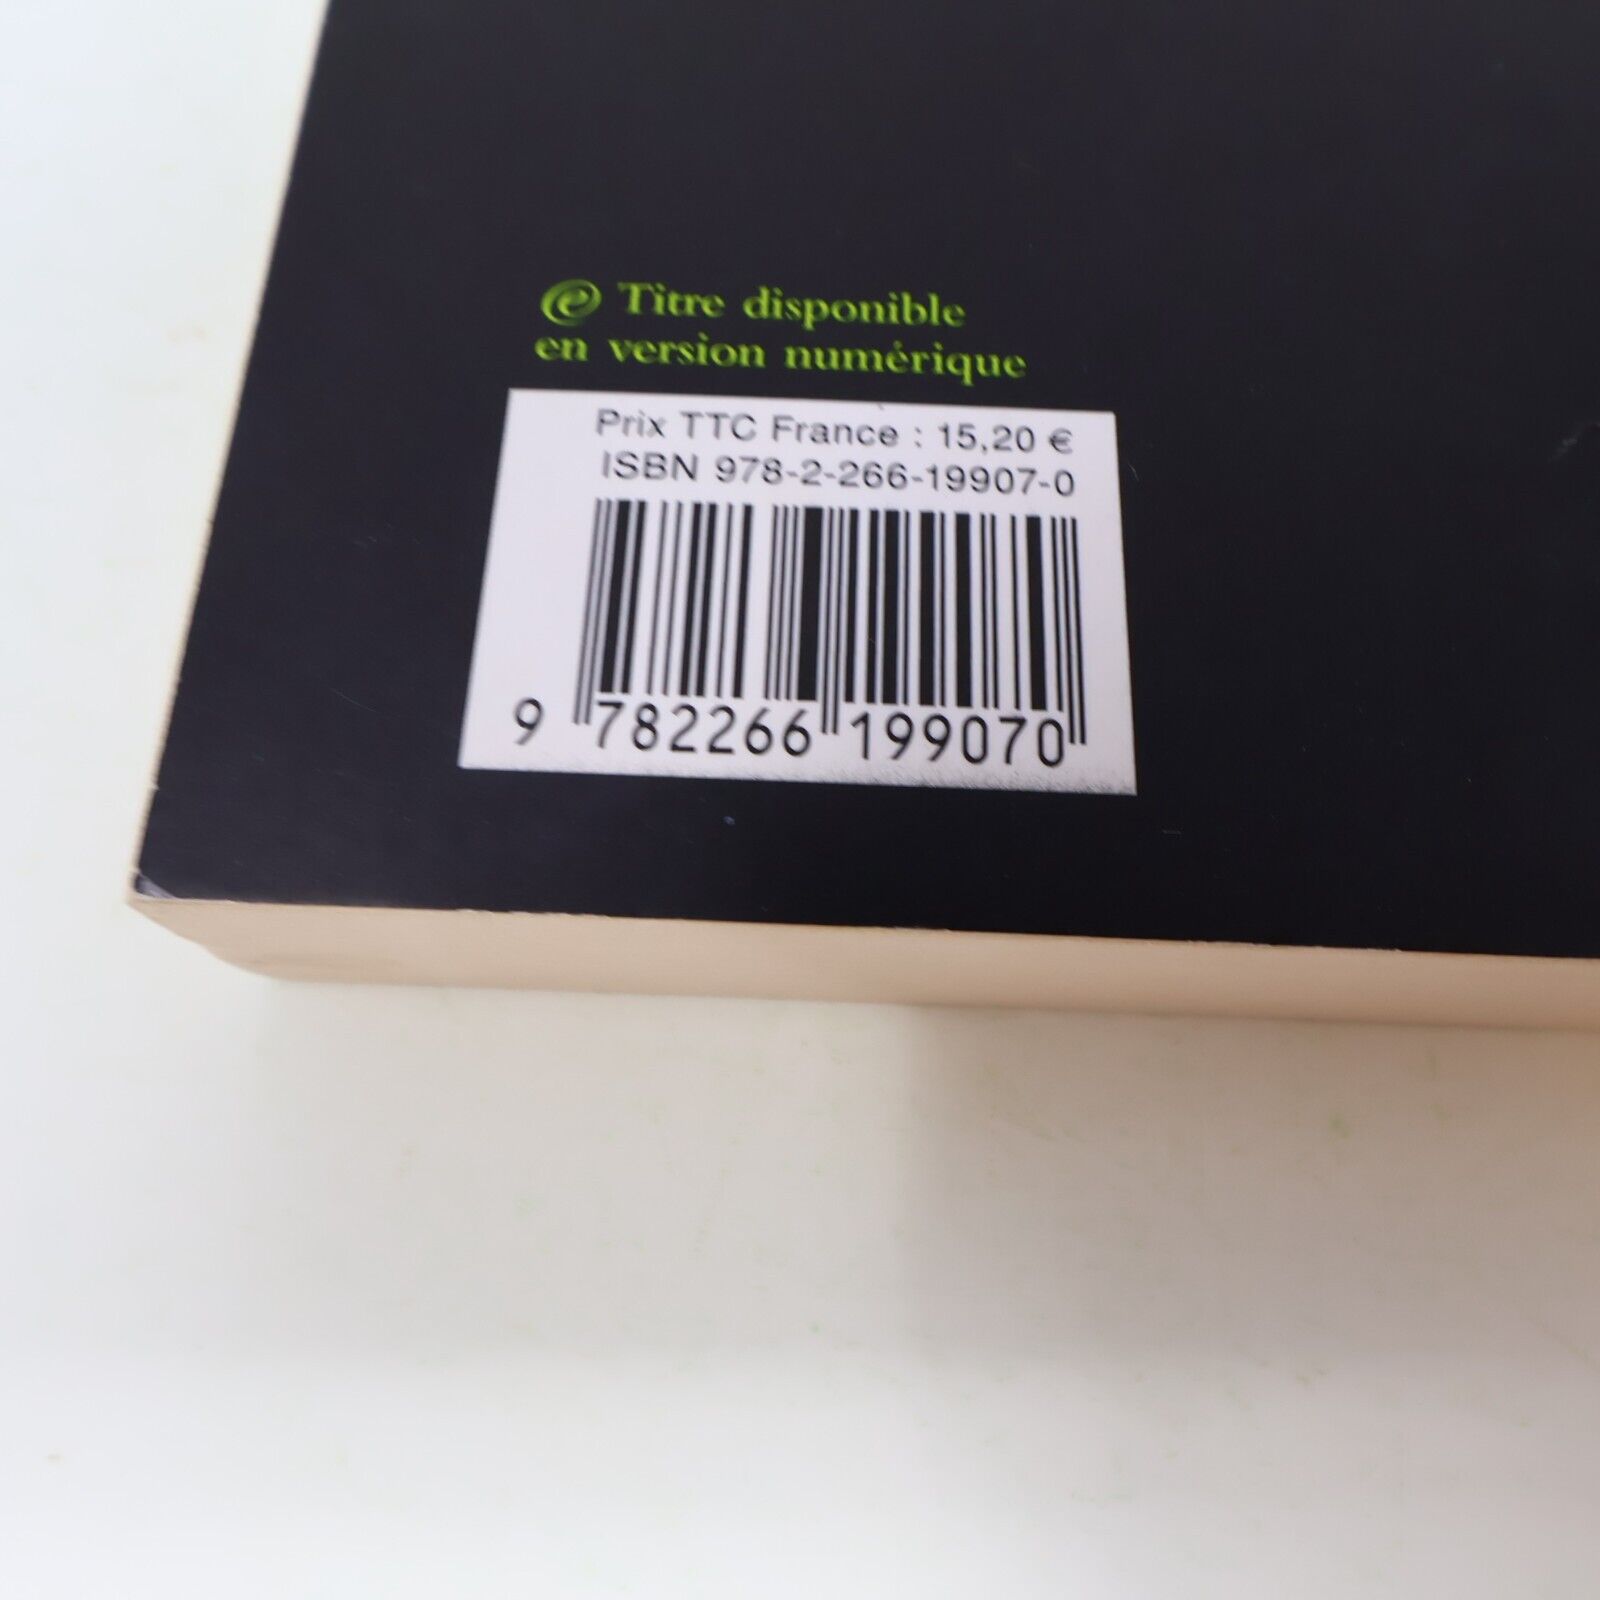 Titre disponible
en version numérique
Prix TTC France : 15,20 €
ISBN 978-2-266-19907-0
9 782266 199070